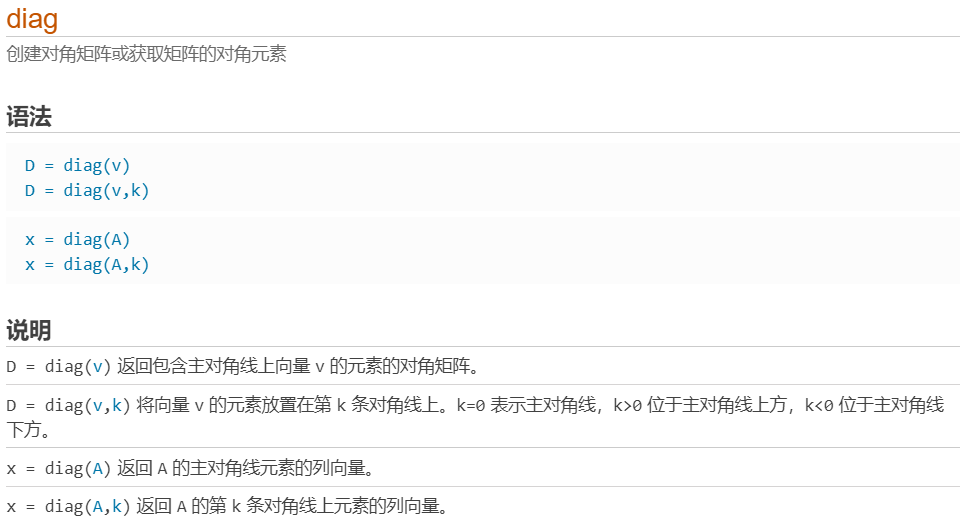 diag
创建对角矩阵或获取矩阵的对角元素
语法
D = diag(v)
D = diag(v,k)
x = diag(A)
x = diag(A,k)
说明
D = diag(v) 返回包含主对角线上向量 v 的元素的对角矩阵。
D = diag(v,k) 将向量 v 的元素放置在第 k 条对角线上。k=0 表示主对角线，k>0 位于主对角线上方，k<0 位于主对角线
下方。
x = diag(A) 返回 A 的主对角线元素的列向量。
x = diag(A,k) 返回 A 的第 k 条对角线上元素的列向量。